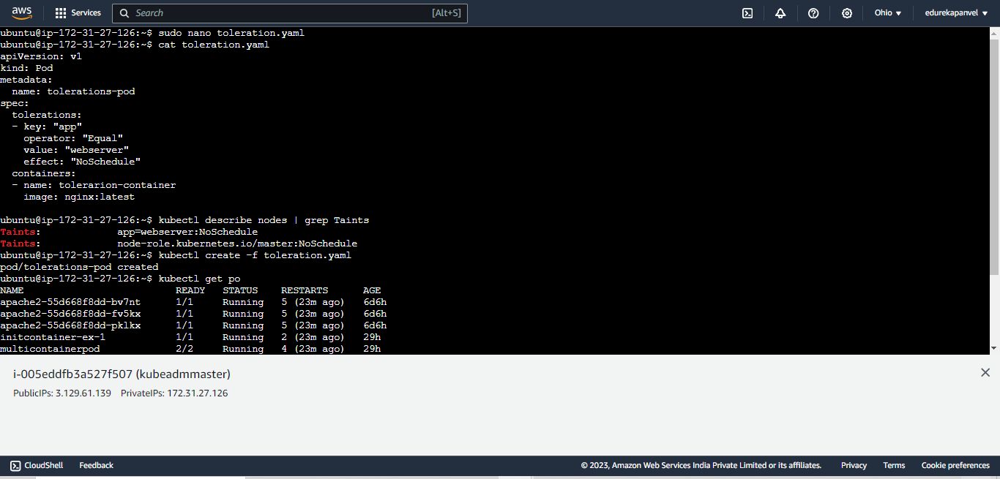 aws Services Search [Alt+S] Ohio ▼ edurekapanvel ▼
ubuntu@ip-172-31-27-126:~$ sudo nano toleration.yaml
ubuntu@ip-172-31-27-126:~$ cat toleration.yaml
apiVersion: v1
kind: Pod
metadata:
  name: tolerations-pod
spec:
  tolerations:
  - key: "app"
    operator: "Equal"
    value: "webserver"
    effect: "NoSchedule"
  containers:
  - name: tolerarion-container
    image: nginx:latest
ubuntu@ip-172-31-27-126:~$ kubectl describe nodes | grep Taints
Taints:             app=webserver:NoSchedule
Taints:             node-role.kubernetes.io/master:NoSchedule
ubuntu@ip-172-31-27-126:~$ kubectl create -f toleration.yaml
pod/tolerations-pod created
ubuntu@ip-172-31-27-126:~$ kubectl get po
NAME                          READY   STATUS    RESTARTS      AGE
apache2-55d668f8dd-bv7nt      1/1     Running   5 (23m ago)   6d6h
apache2-55d668f8dd-fv5kx      1/1     Running   5 (23m ago)   6d6h
apache2-55d668f8dd-pklkx      1/1     Running   5 (23m ago)   6d6h
initcontainer-ex-1            1/1     Running   2 (23m ago)   29h
multicontainerpod             2/2     Running   4 (23m ago)   29h
i-005eddfb3a527f507 (kubeadmmaster)
PublicIPs: 3.129.61.139 PrivateIPs: 172.31.27.126
CloudShell Feedback © 2023, Amazon Web Services India Private Limited or its affiliates. Privacy Terms Cookie preferences